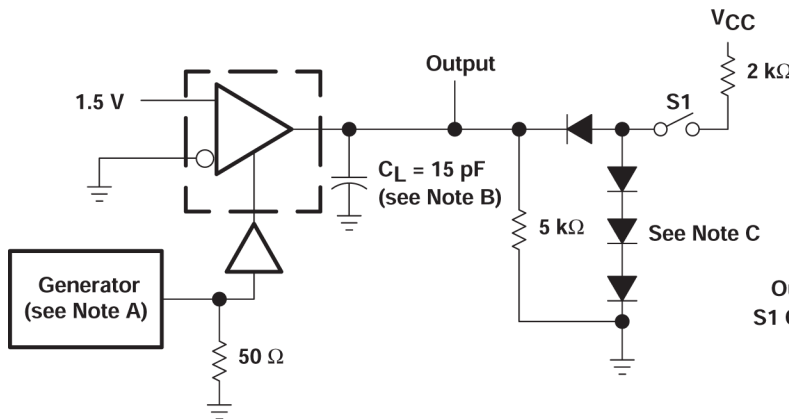 VCC
2 kΩ
Output
S1
1.5 V
CL = 15 pF
(see Note B)
5 kΩ
See Note C
Generator
(see Note A)
50 Ω
S1